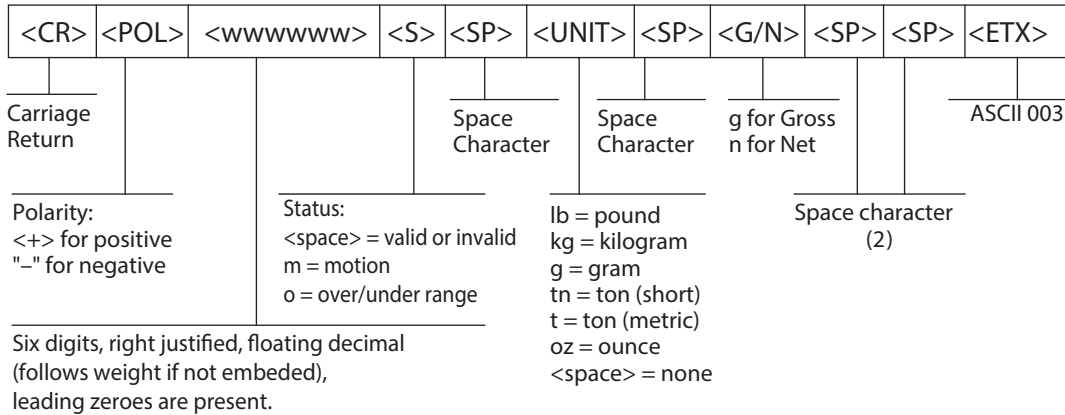 <CR> <POL> <wwwwww> <S> <SP> <UNIT> <SP> <G/N> <SP> <SP> <ETX>
Carriage
Return
Space
Character
Space
Character
g for Gross
n for Net
ASCII 003
Polarity:
<+> for positive
"–" for negative
Status:
<space> = valid or invalid
m = motion
o = over/under range
lb = pound
kg = kilogram
g = gram
tn = ton (short)
t = ton (metric)
oz = ounce
<space> = none
Space character
(2)
Six digits, right justified, floating decimal
(follows weight if not embeded),
leading zeroes are present.